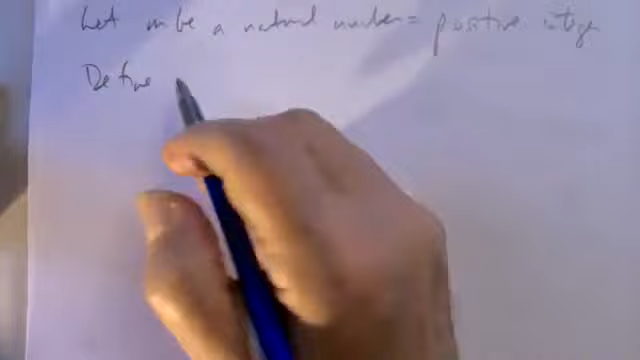 Let m be a natural number = positive integer
Define